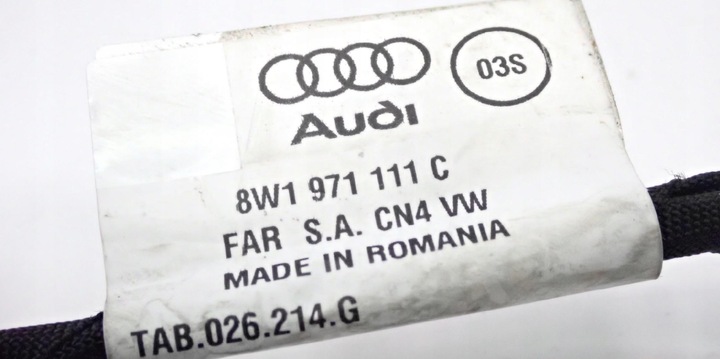 03S
Audi
8W1 971 111 C
FAR S.A. CN4 VW
MADE IN ROMANIA
TAB.026.214.G